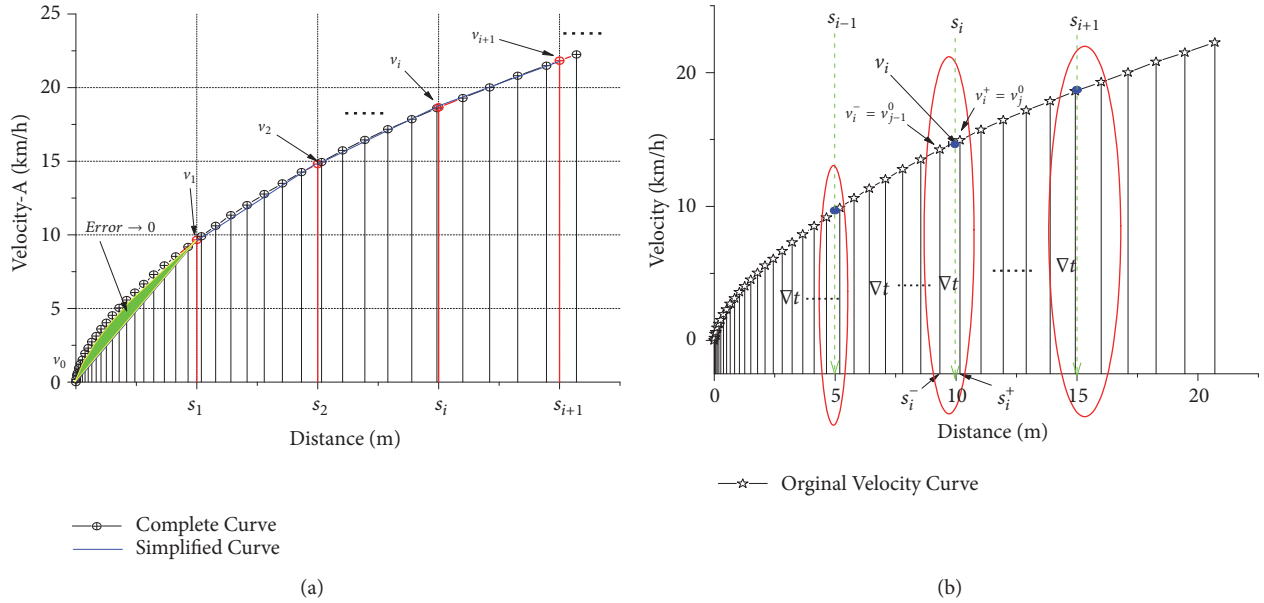 25
20
15
10
5
0
Velocity-A (km/h)
v_{i+1}
v_i
v_2
v_1
Error → 0
v_0
s_1
s_2
s_i
s_{i+1}
Distance (m)
Complete Curve
Simplified Curve
(a)
s_{i-1}
s_i
s_{i+1}
v_i
v_i^- = v_{j-1}^0
v_i^+ = v_j^0
20
10
0
Velocity (km/h)
∇t
∇t
∇t
∇t
0
5
10
15
20
s_i^-
s_i^+
Distance (m)
Orginal Velocity Curve
(b)